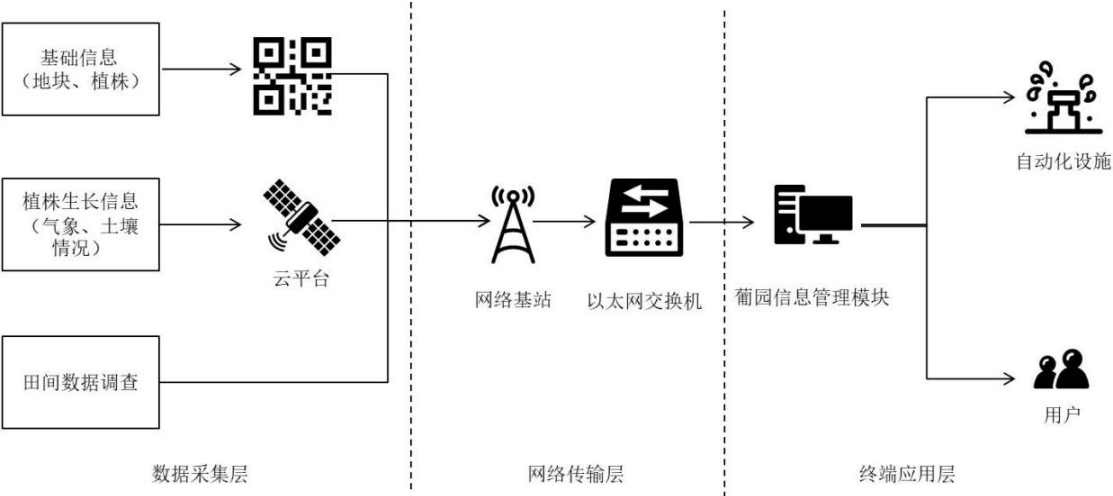 基础信息
（地块、植株）
植株生长信息
（气象、土壤
情况）
云平台
田间数据调查
数据采集层
网络基站
以太网交换机
网络传输层
葡园信息管理模块
自动化设施
用户
终端应用层